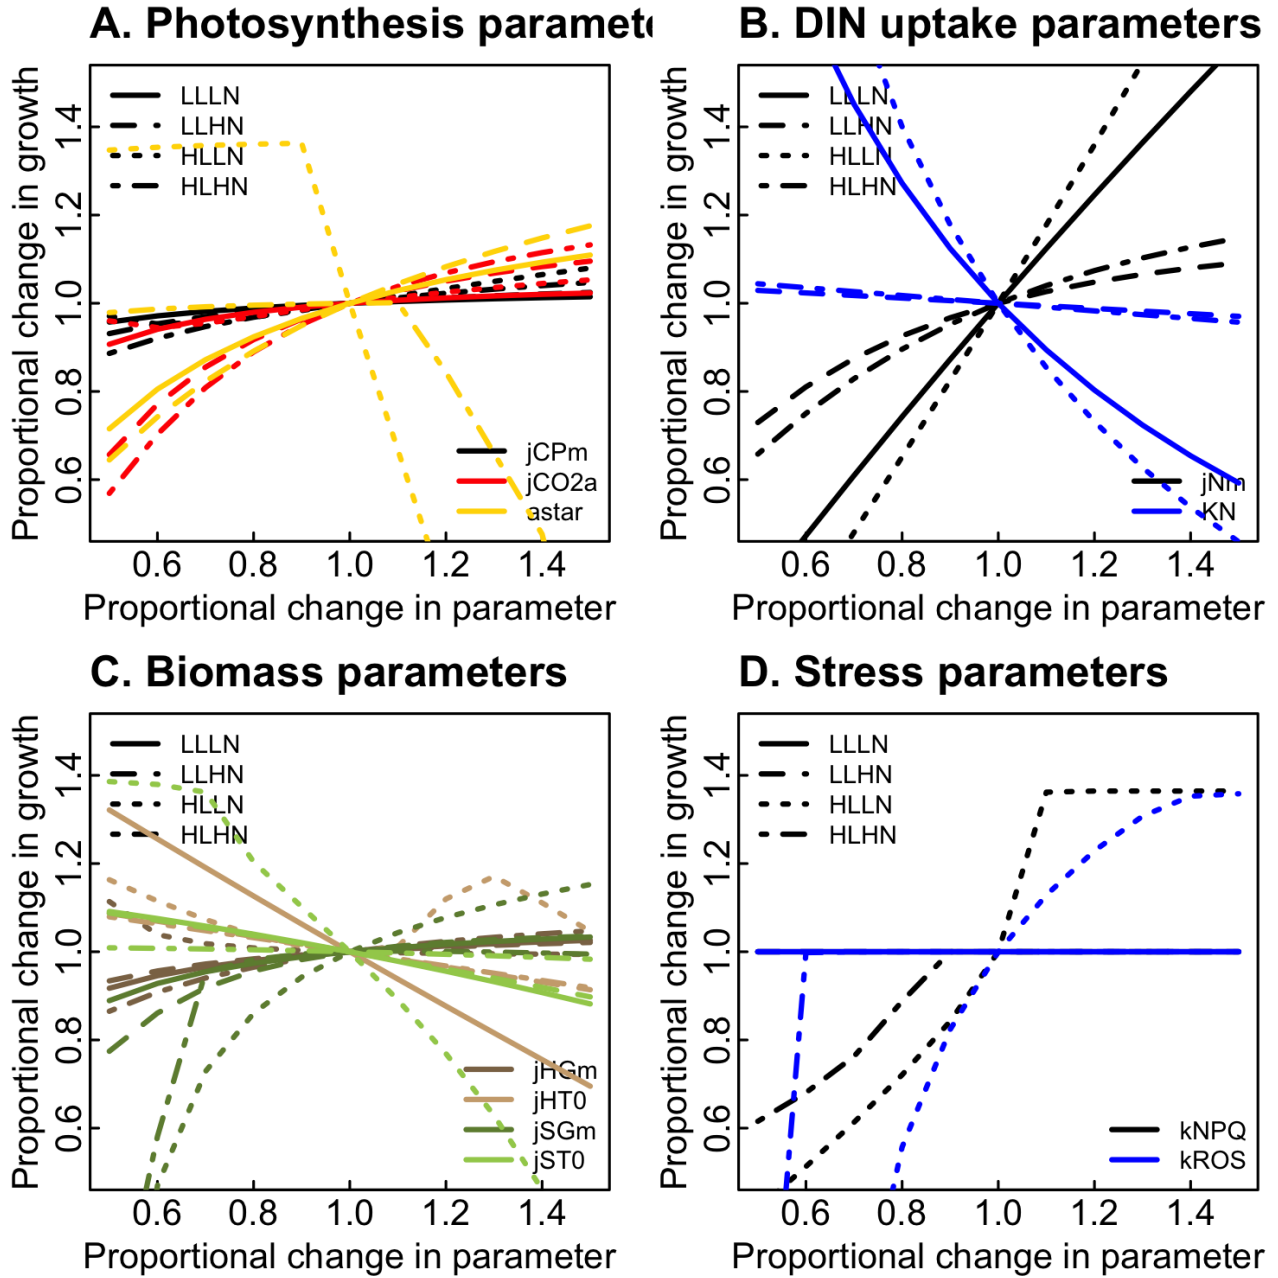 A. Photosynthesis paramete
Proportional change in growth
1.4
1.2
1.0
0.8
0.6
LLLN
LLHN
HLLN
HLHN
jCPm
jCO2a
astar
0.6 0.8 1.0 1.2 1.4
Proportional change in parameter
B. DIN uptake parameters
Proportional change in growth
1.4
1.2
1.0
0.8
0.6
LLLN
LLHN
HLLN
HLHN
jNm
KN
0.6 0.8 1.0 1.2 1.4
Proportional change in parameter
C. Biomass parameters
Proportional change in growth
1.4
1.2
1.0
0.8
0.6
LLLN
LLHN
HLLN
HLHN
jHGm
jHT0
jSGm
jST0
0.6 0.8 1.0 1.2 1.4
Proportional change in parameter
D. Stress parameters
Proportional change in growth
1.4
1.2
1.0
0.8
0.6
LLLN
LLHN
HLLN
HLHN
kNPQ
kROS
0.6 0.8 1.0 1.2 1.4
Proportional change in parameter